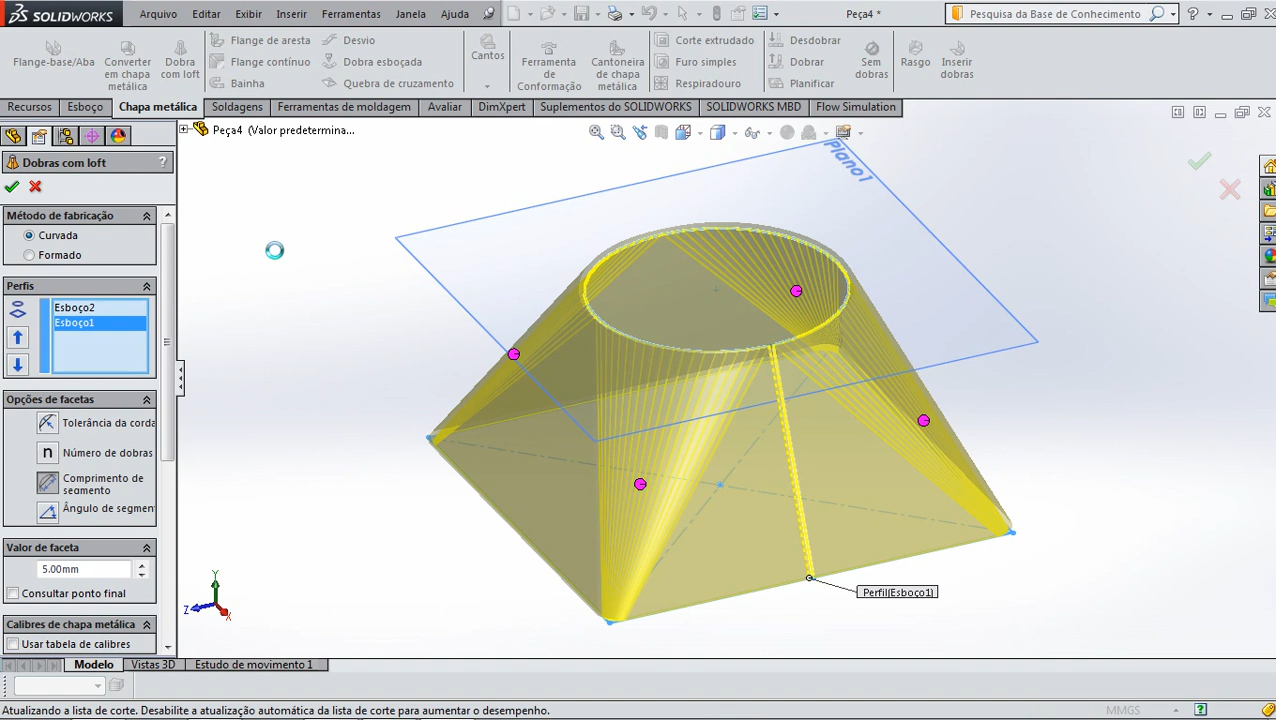 SOLIDWORKS
Arquivo Editar Exibir Inserir Ferramentas Janela Ajuda
Peça4 *
Pesquisa da Base de Conhecimento
Flange-base/Aba
Converter em chapa metálica
Dobra com loft
Flange de aresta
Flange contínuo
Bainha
Desvio
Dobra esboçada
Quebra de cruzamento
Cantos
Ferramenta de Conformação
Cantoneira de chapa metálica
Corte extrudado
Furo simples
Respiradouro
Desdobrar
Dobrar
Planificar
Sem dobras
Rasgo
Inserir dobras
Recursos Esboço Chapa metálica Soldagens Ferramentas de moldagem Avaliar DimXpert Suplementos do SOLIDWORKS SOLIDWORKS MBD Flow Simulation
Peça4 (Valor predetermina...
Plano1
Dobras com loft ?
Método de fabricação
Curvada
Formado
Perfis
Esboço2
Esboço1
Opções de facetas
Tolerância da corda
n Número de dobras
Comprimento de
segmento
Ângulo de segmen
Valor de faceta
5.00mm
Consultar ponto final
Calibres de chapa metálica
Usar tabela de calibres
Y
Z
X
Perfil(Esboço1)
Modelo Vistas 3D Estudo de movimento 1
Atualizando a lista de corte. Desabilite a atualização automática da lista de corte para aumentar o desempenho.
MMGS